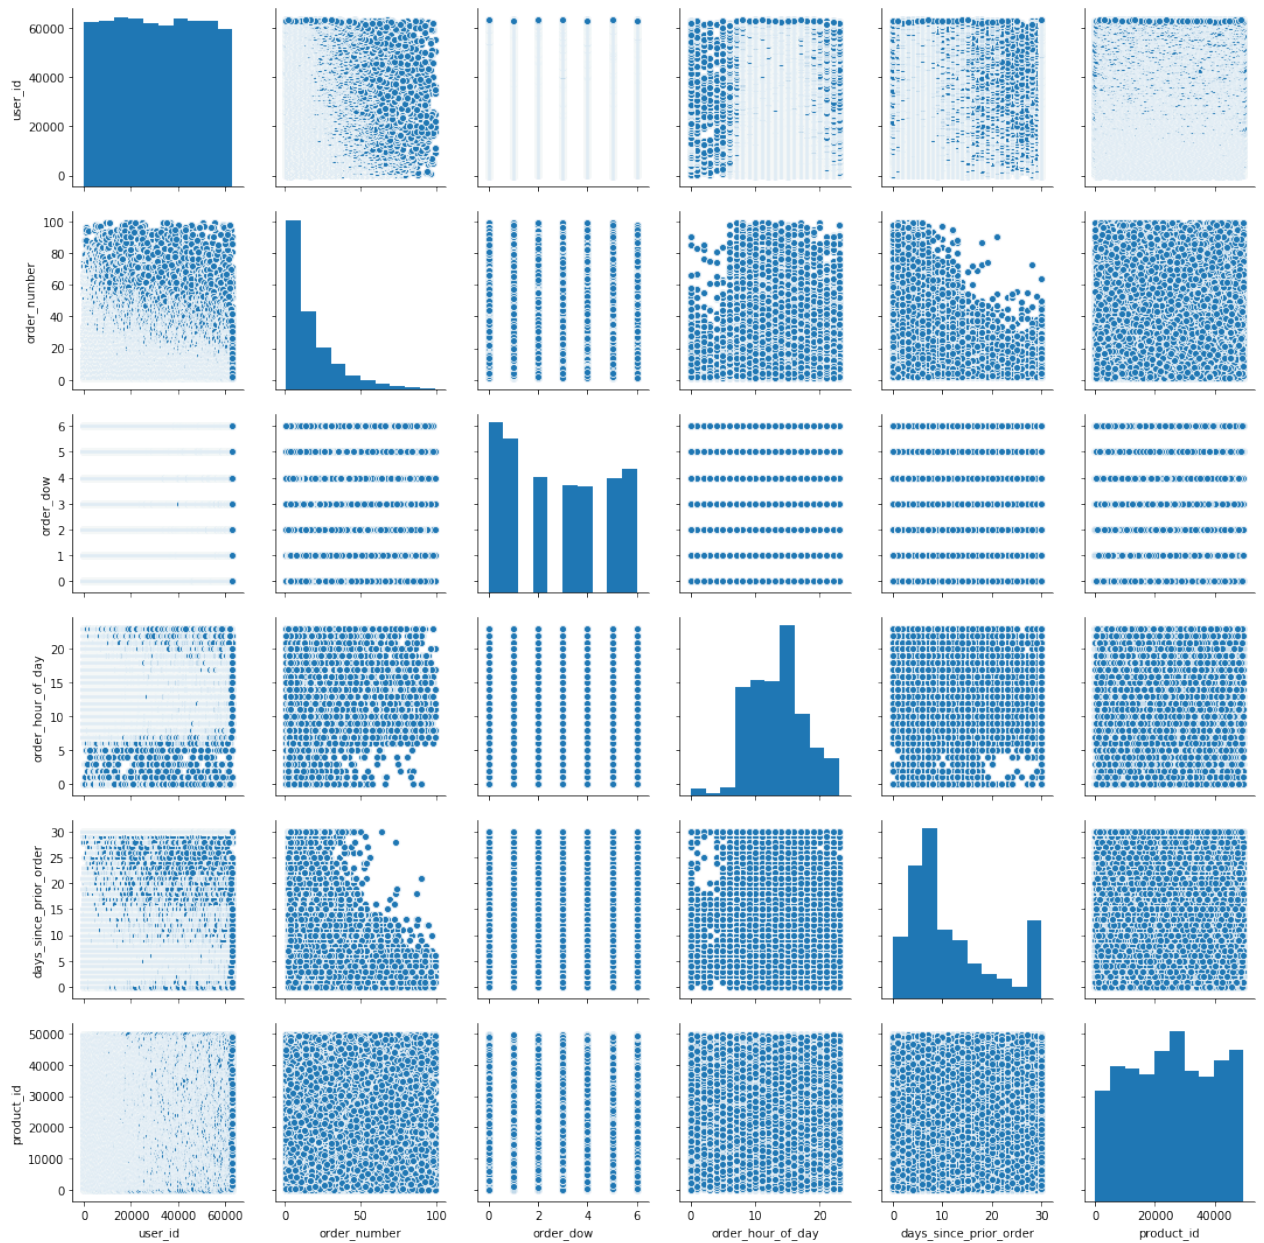 user_id
60000
40000
20000
0
order_number
100
80
60
40
20
0
order_dow
6
5
4
3
2
1
0
order_hour_of_day
20
15
10
5
0
days_since_prior_order
30
25
20
15
10
5
0
product_id
50000
40000
30000
20000
10000
0
0 20000 40000 60000
user_id
0 50 100
order_number
0 2 4 6
order_dow
0 10 20
order_hour_of_day
0 10 20 30
days_since_prior_order
0 20000 40000
product_id